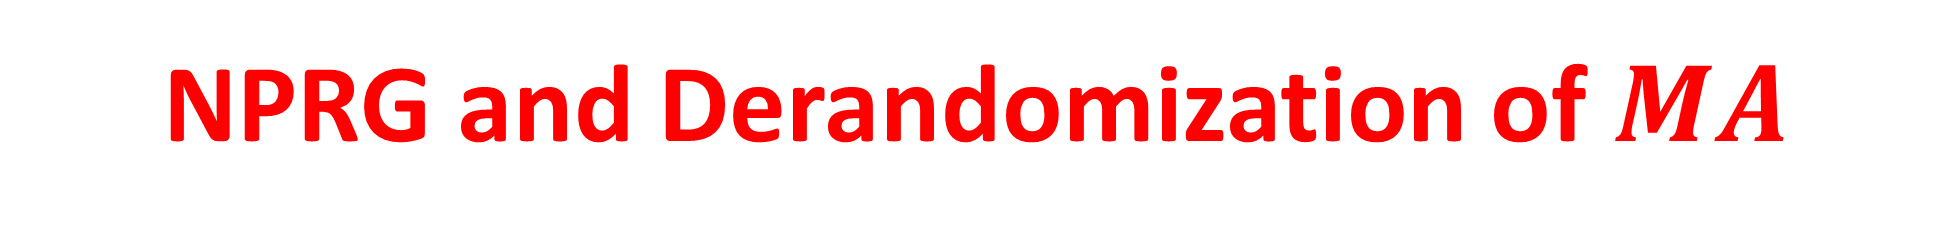 NPRG and Derandomization of MA